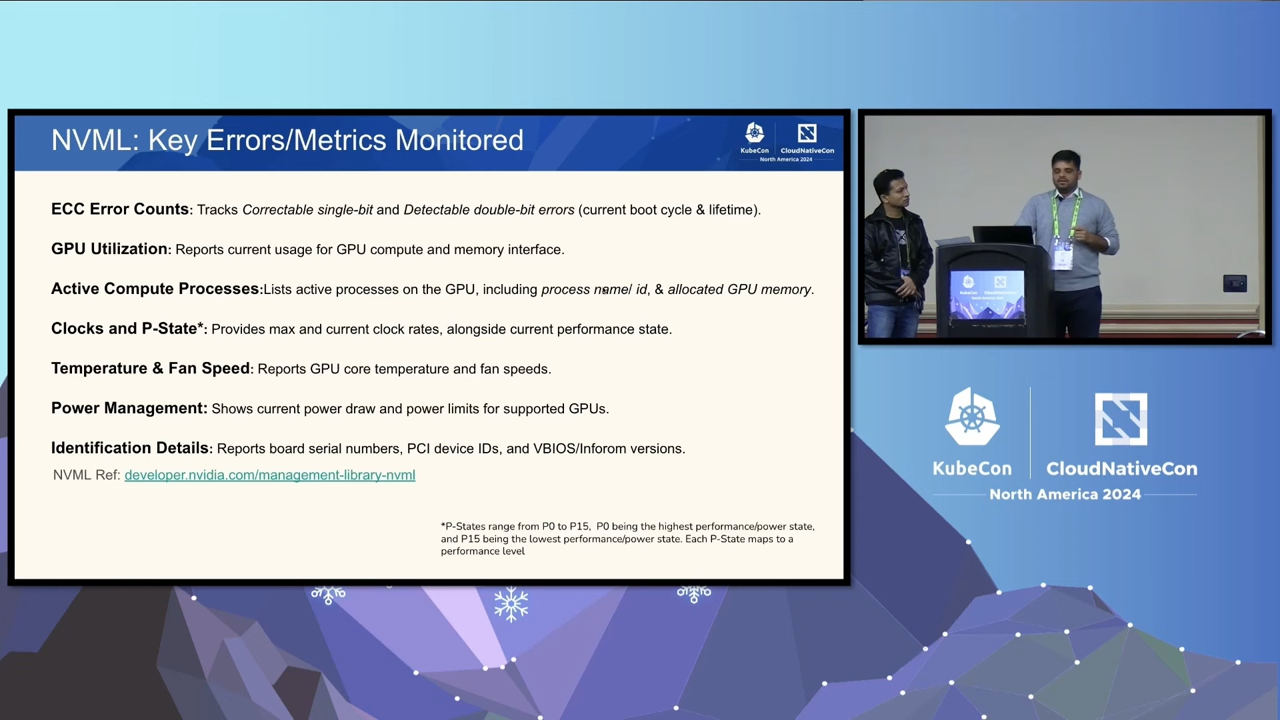 NVML: Key Errors/Metrics Monitored
KubeCon
CloudNativeCon
North America 2024
ECC Error Counts: Tracks Correctable single-bit and Detectable double-bit errors (current boot cycle & lifetime).
GPU Utilization: Reports current usage for GPU compute and memory interface.
Active Compute Processes:Lists active processes on the GPU, including process name/ id, & allocated GPU memory.
Clocks and P-State*: Provides max and current clock rates, alongside current performance state.
Temperature & Fan Speed: Reports GPU core temperature and fan speeds.
Power Management: Shows current power draw and power limits for supported GPUs.
Identification Details: Reports board serial numbers, PCI device IDs, and VBIOS/Inforom versions.
NVML Ref: developer.nvidia.com/management-library-nvml
*P-States range from P0 to P15, P0 being the highest performance/power state,
and P15 being the lowest performance/power state. Each P-State maps to a
performance level
KubeCon
CloudNativeCon
KubeCon
CloudNativeCon
North America 2024